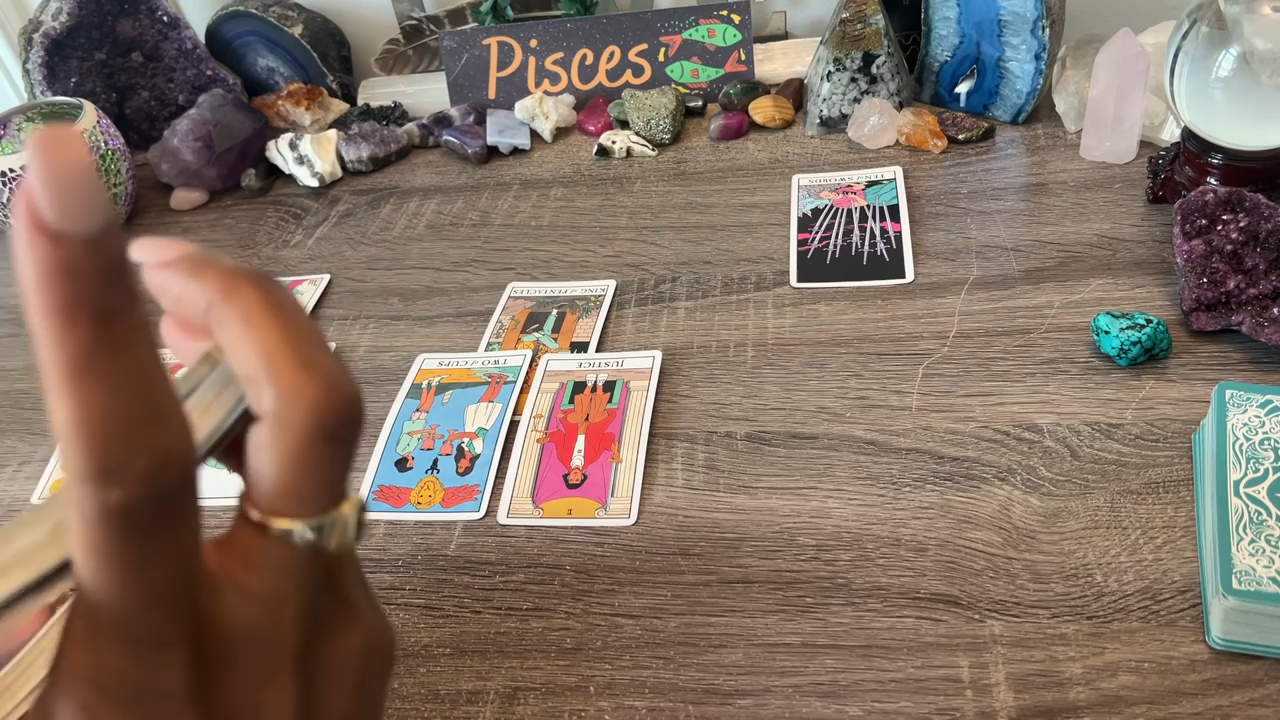 Pisces
TEN of SWORDS
KING of PENTACLES
TWO of CUPS
JUSTICE